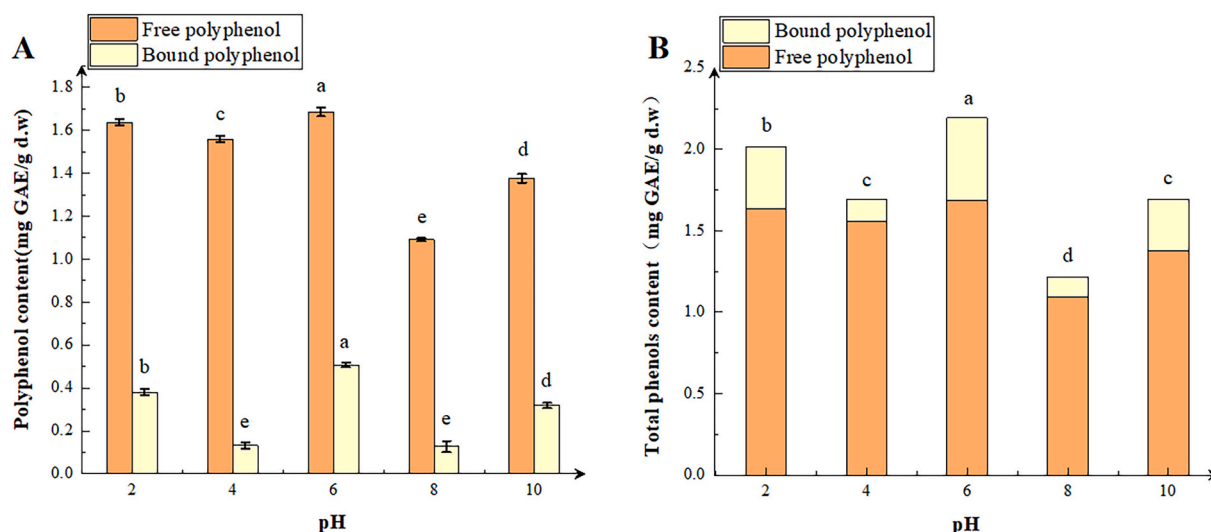 A
Free polyphenol
Bound polyphenol
Polyphenol content(mg GAE/g d.w)
1.8
1.6
1.4
1.2
1.0
0.8
0.6
0.4
0.2
0.0
b
c
a
e
d
b
e
a
e
d
2 4 6 8 10
pH
B
Bound polyphenol
Free polyphenol
Total phenols content（mg GAE/g d.w）
2.5
2.0
1.5
1.0
0.5
0.0
b
c
a
d
c
2 4 6 8 10
pH